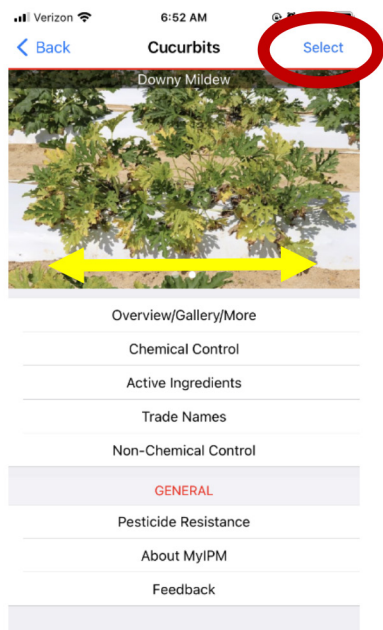 Verizon 6:52 AM
Back Cucurbits Select
Downy Mildew
Overview/Gallery/More
Chemical Control
Active Ingredients
Trade Names
Non-Chemical Control
GENERAL
Pesticide Resistance
About MyIPM
Feedback